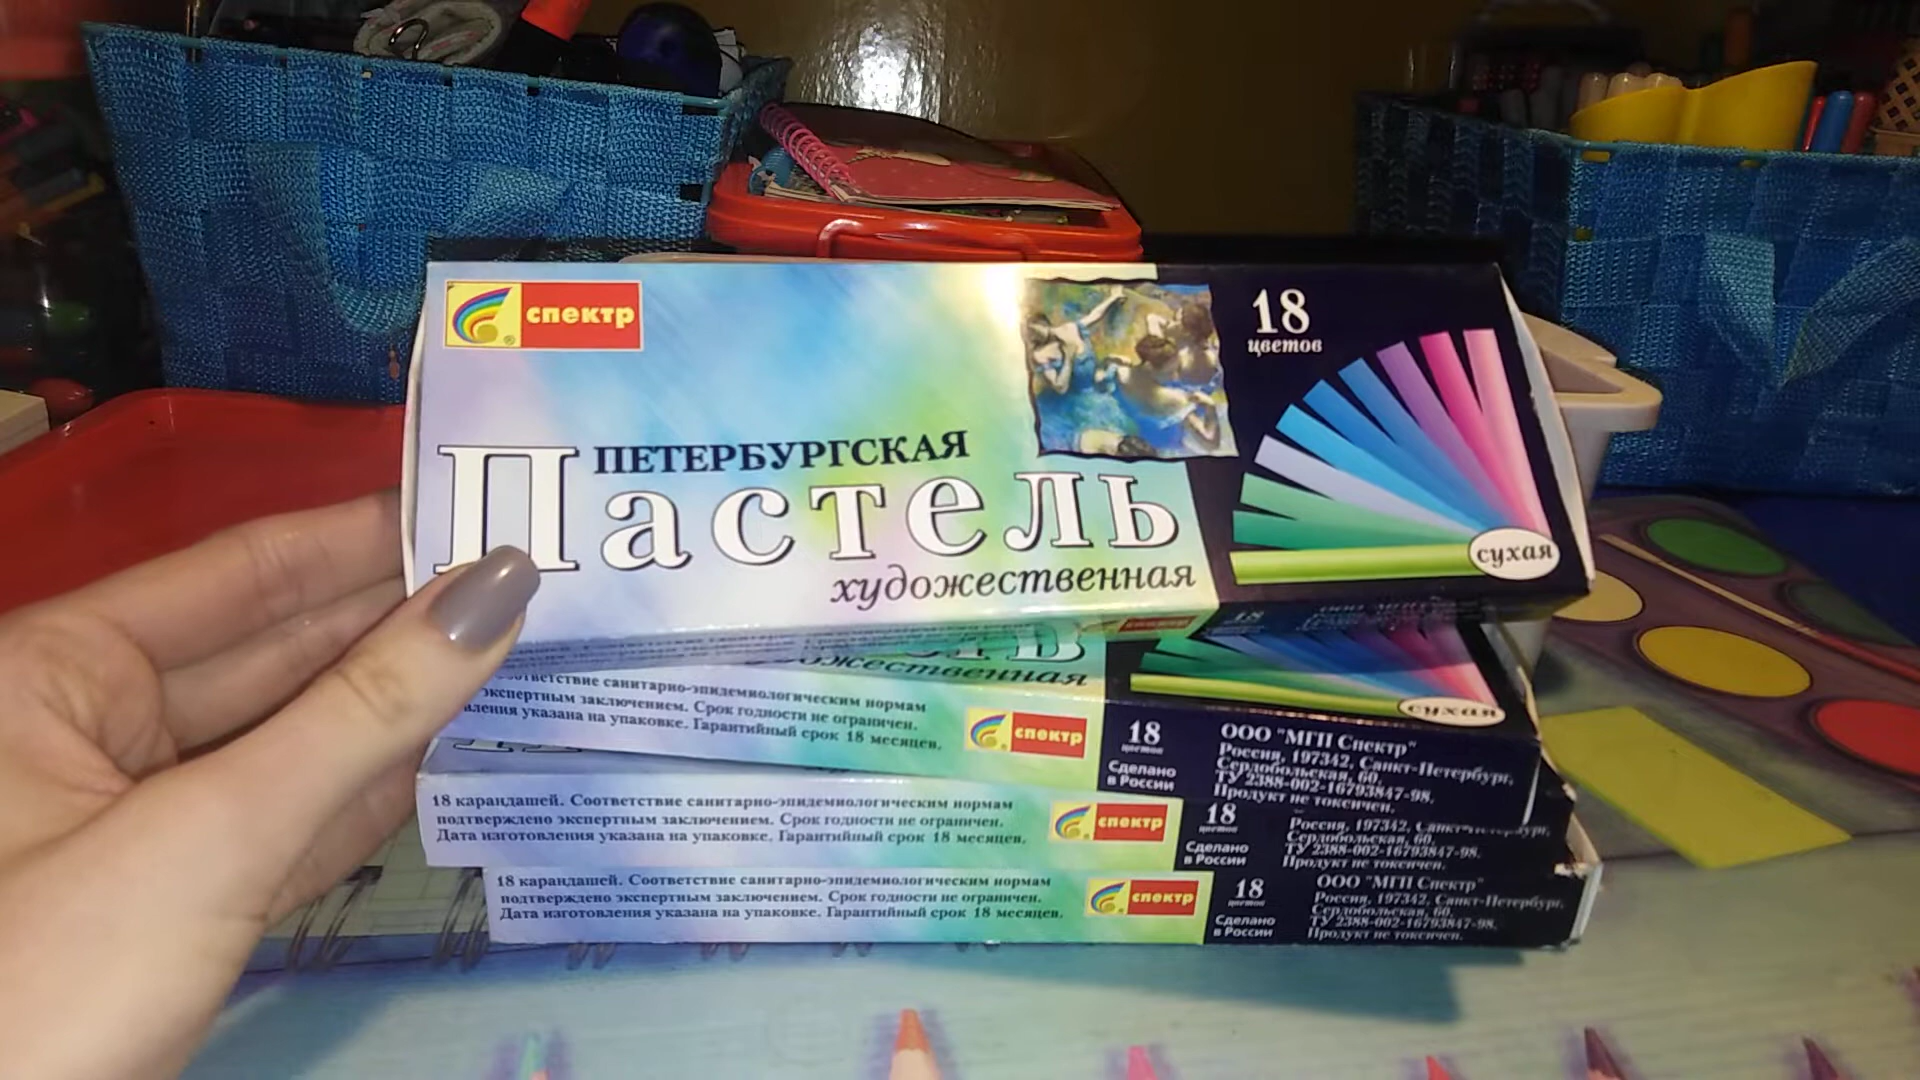 спектр
18
цветов
ПЕТЕРБУРГСКАЯ
Пастель
художественная
сухая
18
художественная
сухая
соответствие санитарно-эпидемиологическим нормам
экспертным заключением. Срок годности не ограничен.
указана на упаковке. Гарантийный срок 18 месяцев.
спектр
18
цветов
Сделано
в России
ООО "МГП Спектр"
Россия, 197342, Санкт-Петербург,
Сердобольская, 60.
ТУ 2388-002-16793847-98.
Продукт не токсичен.
18 карандашей. Соответствие санитарно-эпидемиологическим нормам
подтверждено экспертным заключением. Срок годности не ограничен.
Дата изготовления указана на упаковке. Гарантийный срок 18 месяцев.
спектр
18
цветов
Сделано
в России
Россия, 197342, Санкт-Петербург,
Сердобольская, 60.
ТУ 2388-002-16793847-98.
Продукт не токсичен.
18 карандашей. Соответствие санитарно-эпидемиологическим нормам
подтверждено экспертным заключением. Срок годности не ограничен.
Дата изготовления указана на упаковке. Гарантийный срок 18 месяцев.
спектр
18
цветов
Сделано
в России
ООО "МГП Спектр"
Россия, 197342, Санкт-Петербург,
Сердобольская, 60.
ТУ 2388-002-16793847-98.
Продукт не токсичен.